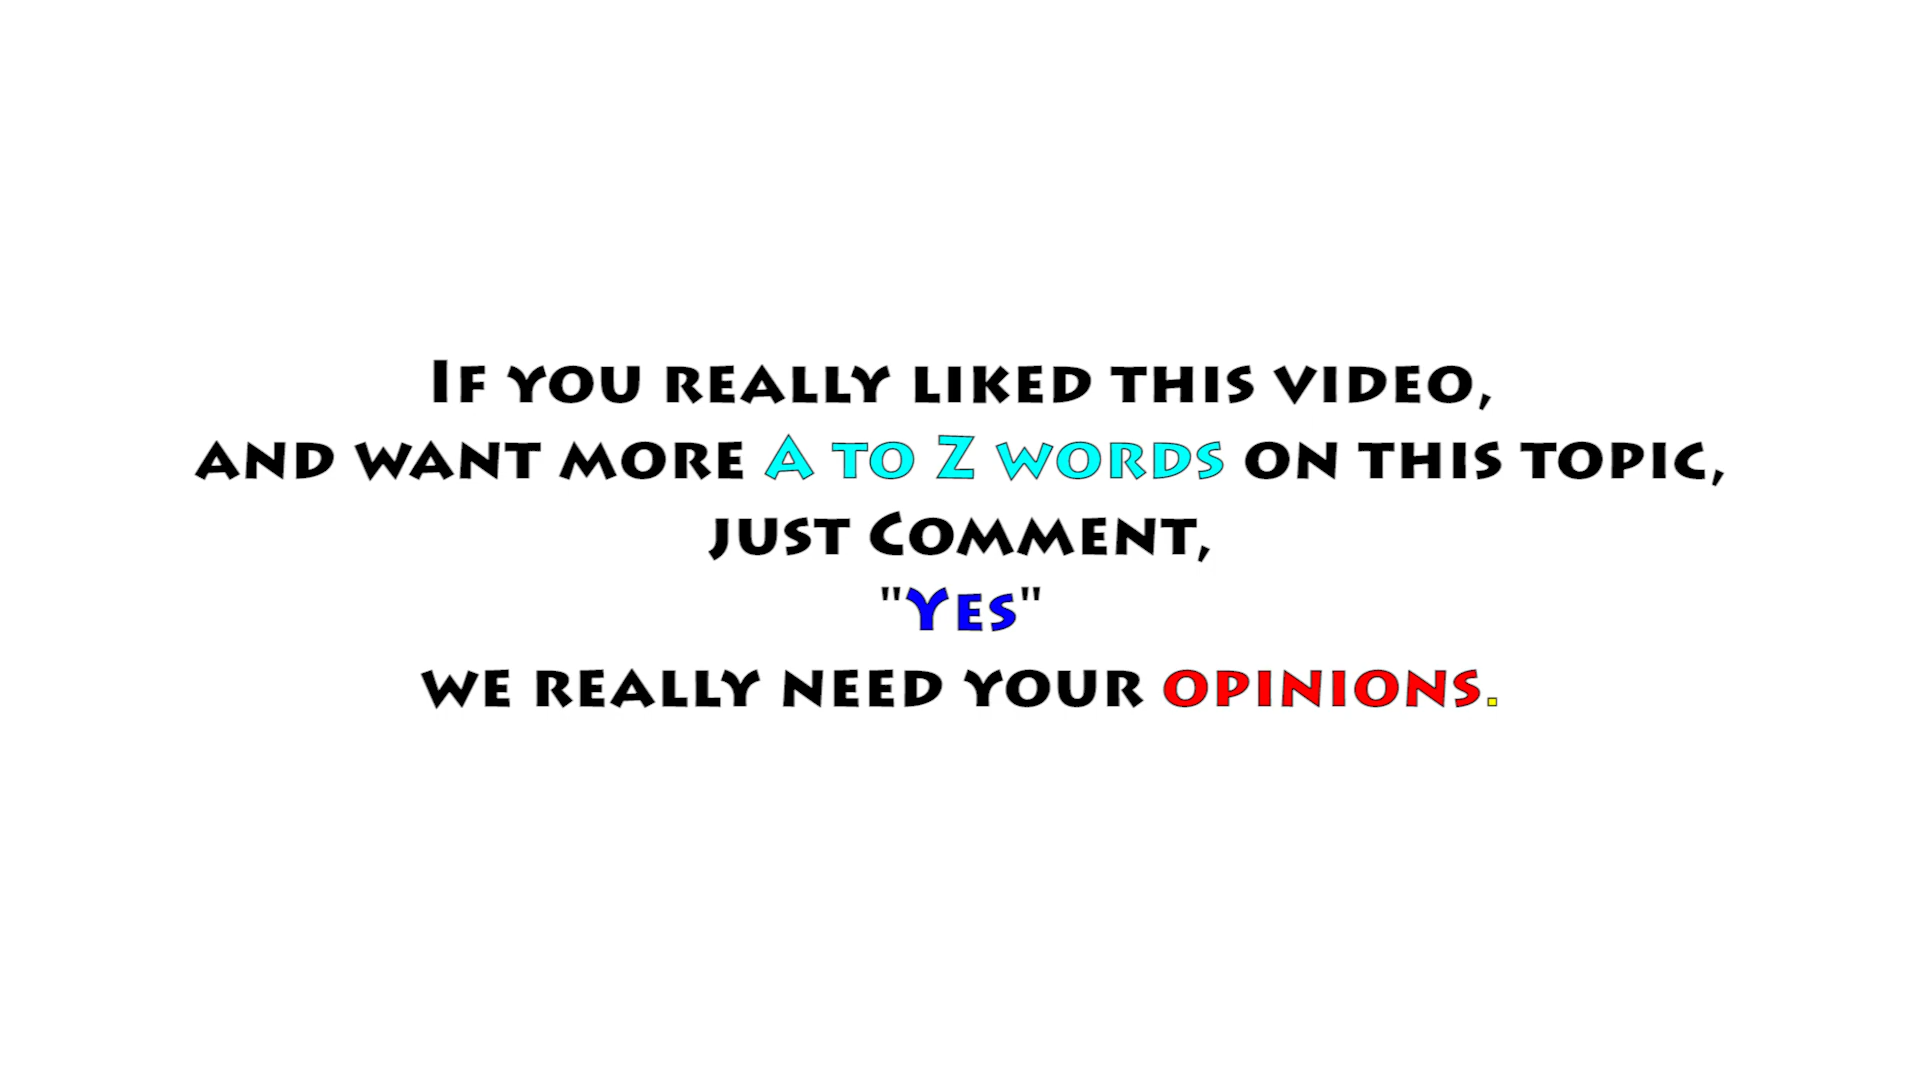 If you really liked this video,
and want more A to Z words on this topic,
just Comment,
"Yes"
we really need your opinions.